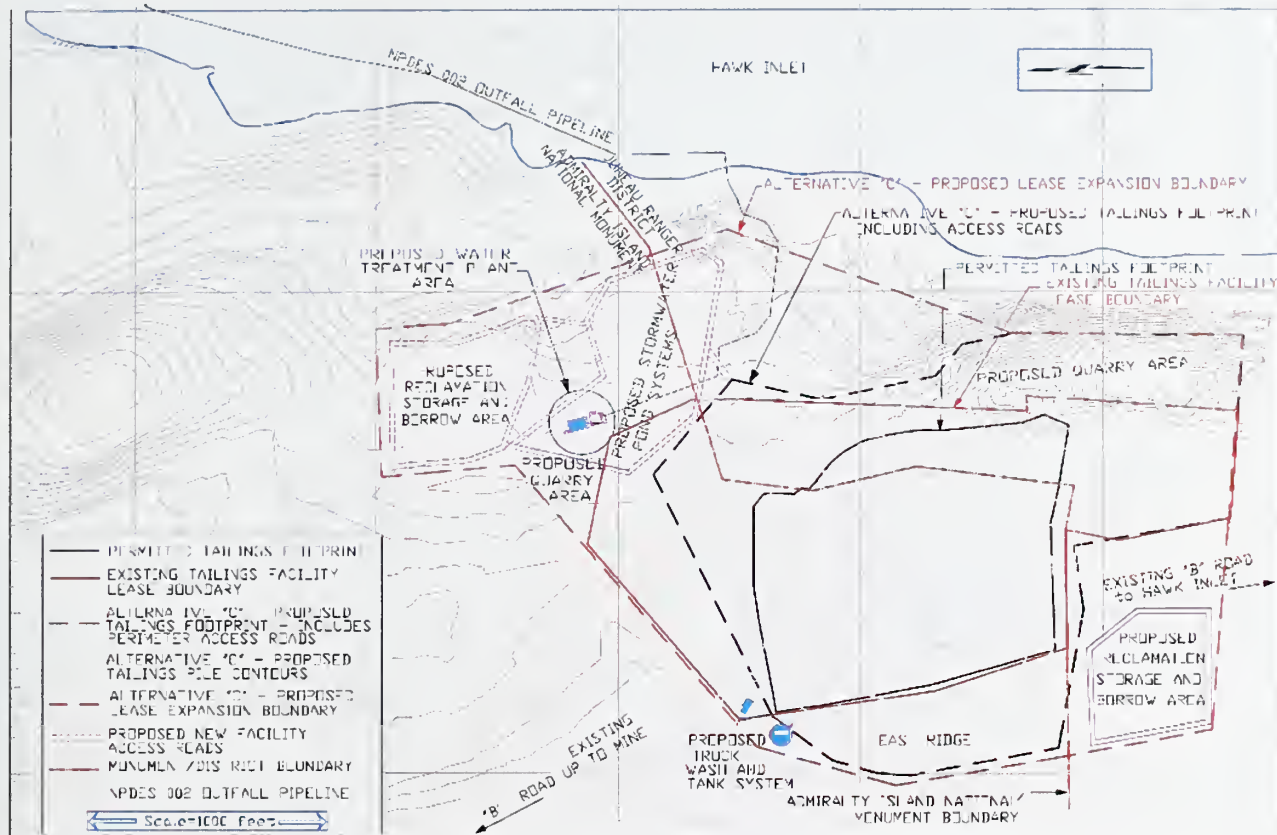 HAWK INLET
NPDES 002 OUTFALL PIPELINE
JUNEAU RANGER
DISTRICT
ADMIRALTY ISLAND
NATIONAL MONUMENT
ALTERNATIVE "C" - PROPOSED LEASE EXPANSION BOUNDARY
ALTERNATIVE "C" - PROPOSED TAILINGS FOOTPRINT
INCLUDING ACCESS ROADS
PERMITTED TAILINGS FOOTPRINT
EXISTING TAILINGS FACILITY
EASE BOUNDARY
PROPOSED WATER
TREATMENT PLANT
AREA
PROPOSED STORMWATER
POND SYSTEMS
ROPOSED
RECLAMATION
STORAGE AND
BORROW AREA
PROPOSED QUARRY AREA
PROPOSED
QUARRY
AREA
PERMITTED TAILINGS FOOTPRINT
EXISTING TAILINGS FACILITY
LEASE BOUNDARY
ALTERNATIVE "C" - PROPOSED
TAILINGS FOOTPRINT - INCLUDES
PERIMETER ACCESS ROADS
ALTERNATIVE "C" - PROPOSED
TAILINGS PILE CONTOURS
ALTERNATIVE "C" - PROPOSED
LEASE EXPANSION BOUNDARY
PROPOSED NEW FACILITY
ACCESS ROADS
MONUMENT/DISTRICT BOUNDARY
NPDES 002 OUTFALL PIPELINE
Scale=1000 feet
EXISTING
"B" ROAD UP TO MINE
PROPOSED
TRUCK
WASH AND
TANK SYSTEM
EAS RIDGE
EXISTING "B" ROAD
to HAWK INLET
PROPOSED
RECLAMATION
STORAGE AND
BORROW AREA
ADMIRALTY ISLAND NATIONAL
MONUMENT BOUNDARY